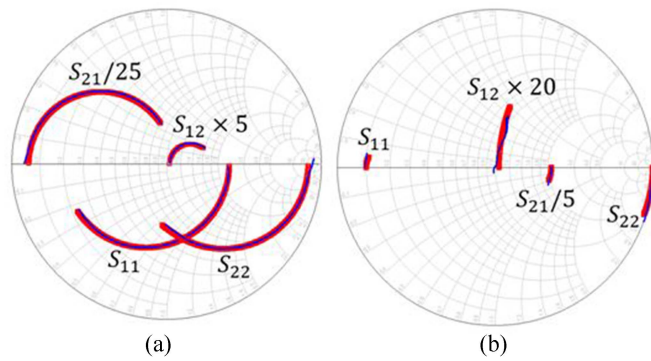 S₂₁/25
S₁₂ × 5
S₁₁
S₂₂
(a)
S₁₂ × 20
S₁₁
S₂₁/5
S₂₂
(b)